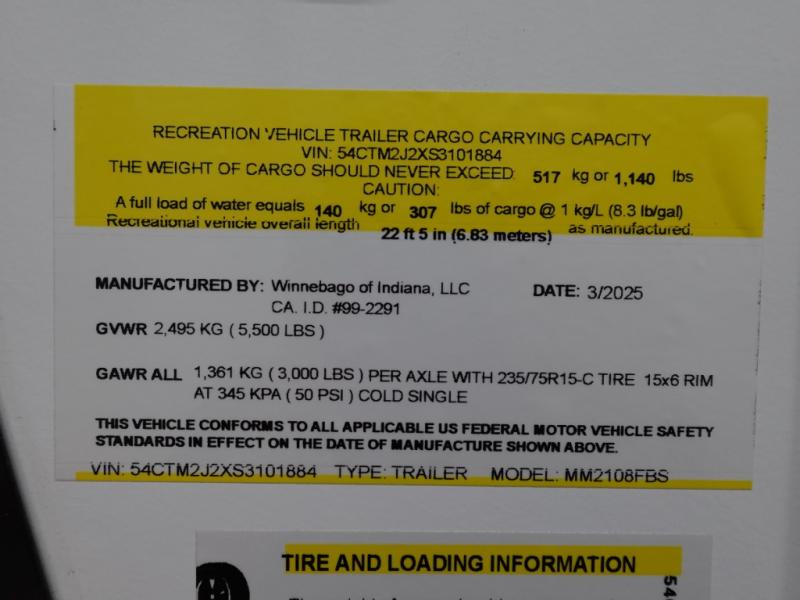 RECREATION VEHICLE TRAILER CARGO CARRYING CAPACITY
VIN: 54CTM2J2XS3101884
THE WEIGHT OF CARGO SHOULD NEVER EXCEED: 517 kg or 1,140 lbs
CAUTION:
A full load of water equals 140 kg or 307 lbs of cargo @ 1 kg/L (8.3 lb/gal)
Recreational vehicle overall length 22 ft 5 in (6.83 meters) as manufactured.
MANUFACTURED BY: Winnebago of Indiana, LLC DATE: 3/2025
CA. I.D. #99-2291
GVWR 2,495 KG ( 5,500 LBS )
GAWR ALL 1,361 KG ( 3,000 LBS ) PER AXLE WITH 235/75R15-C TIRE 15x6 RIM
AT 345 KPA ( 50 PSI ) COLD SINGLE
THIS VEHICLE CONFORMS TO ALL APPLICABLE US FEDERAL MOTOR VEHICLE SAFETY
STANDARDS IN EFFECT ON THE DATE OF MANUFACTURE SHOWN ABOVE.
VIN: 54CTM2J2XS3101884 TYPE: TRAILER MODEL: MM2108FBS
TIRE AND LOADING INFORMATION